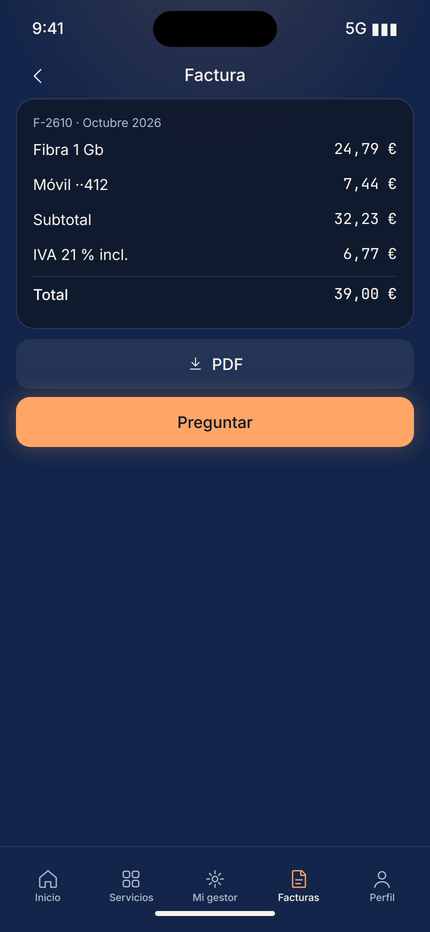 9:41
5G
Factura
F-2610 · Octubre 2026
Fibra 1 Gb 24,79 €
Móvil ··412 7,44 €
Subtotal 32,23 €
IVA 21 % incl. 6,77 €
Total 39,00 €
PDF
Preguntar
Inicio Servicios Mi gestor Facturas Perfil